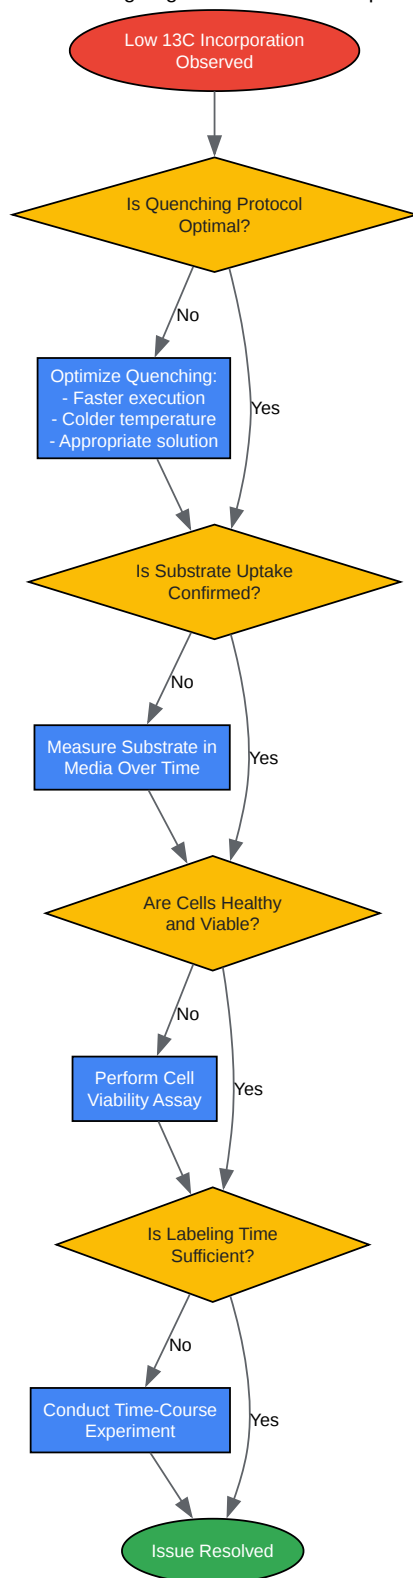 Low 13C Incorporation
Observed
Is Quenching Protocol
Optimal?
No
Optimize Quenching:
- Faster execution
- Colder temperature
- Appropriate solution
Yes
Is Substrate Uptake
Confirmed?
No
Measure Substrate in
Media Over Time
Yes
Are Cells Healthy
and Viable?
No
Perform Cell
Viability Assay
Yes
Is Labeling Time
Sufficient?
No
Conduct Time-Course
Experiment
Yes
Issue Resolved